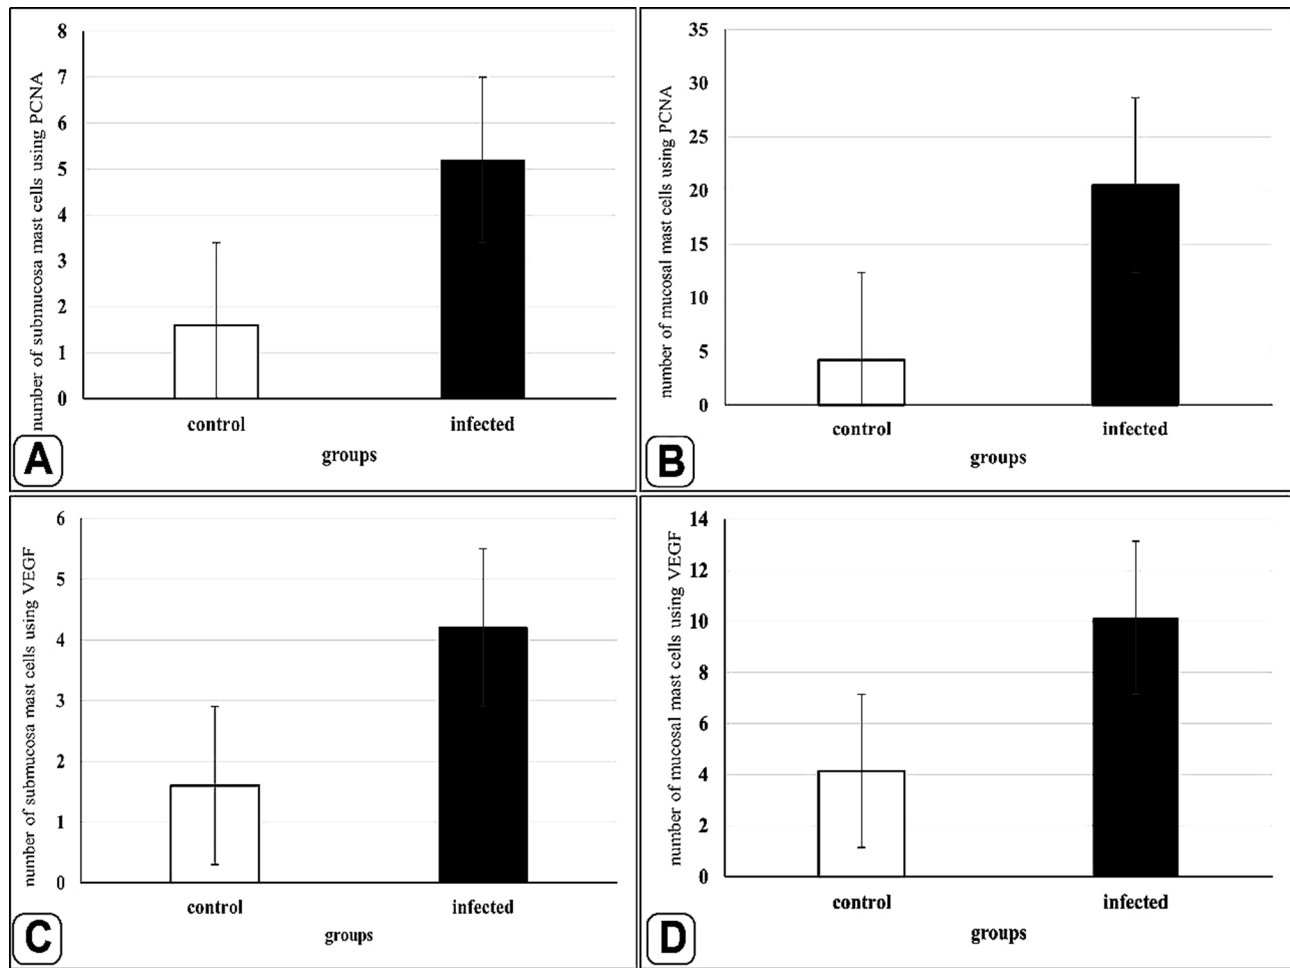 number of submucosa mast cells using PCNA
8
7
6
5
4
3
2
1
0
control infected
groups
A
number of mucosal mast cells using PCNA
35
30
25
20
15
10
5
0
control infected
groups
B
number of submucosa mast cells using VEGF
6
5
4
3
2
1
0
control infected
groups
C
number of mucosal mast cells using VEGF
14
12
10
8
6
4
2
0
control infected
groups
D